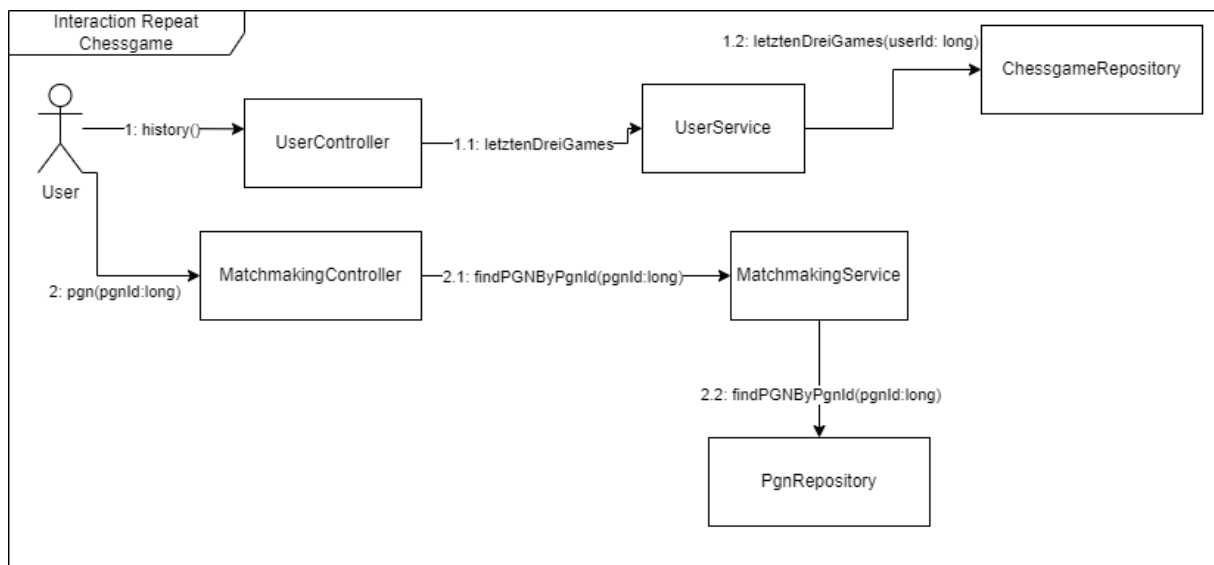 Interaction Repeat
Chessgame
1.2: letztenDreiGames(userId: long)
ChessgameRepository
1: history()
UserController
1.1: letztenDreiGames
UserService
User
MatchmakingController
2.1: findPGNByPgnId(pgnId:long)
MatchmakingService
2: pgn(pgnId:long)
2.2: findPGNByPgnId(pgnId:long)
PgnRepository